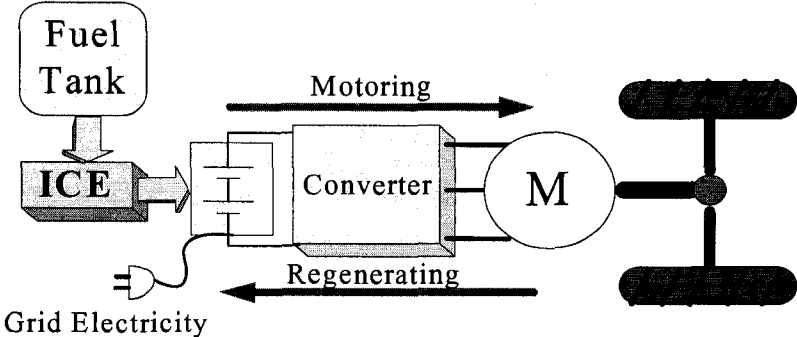 Fuel
Tank
Motoring
ICE
Converter
M
Regenerating
Grid Electricity